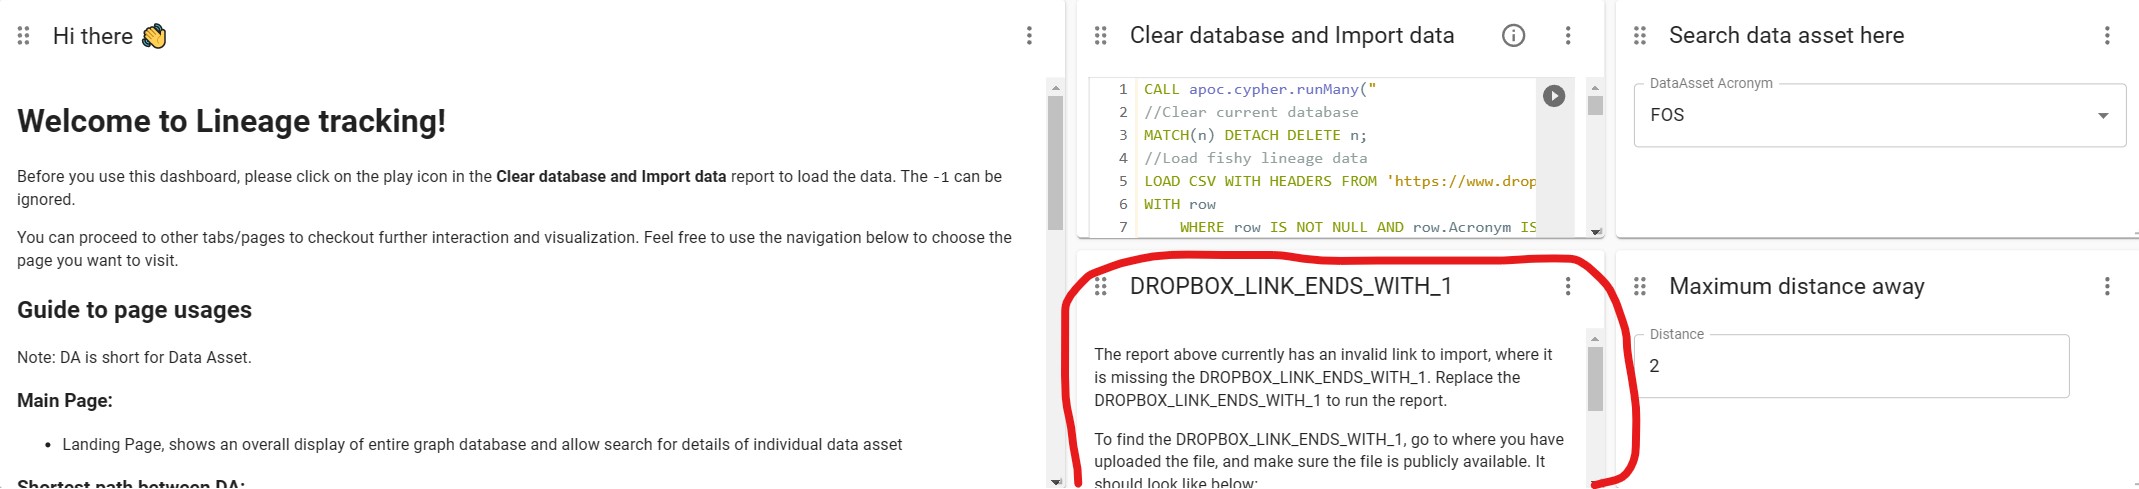 Hi there 👋
Welcome to Lineage tracking!
Before you use this dashboard, please click on the play icon in the Clear database and Import data report to load the data. The -1 can be
ignored.
You can proceed to other tabs/pages to checkout further interaction and visualization. Feel free to use the navigation below to choose the
page you want to visit.
Guide to page usages
Note: DA is short for Data Asset.
Main Page:
• Landing Page, shows an overall display of entire graph database and allow search for details of individual data asset
Shortest path between DA:
Clear database and Import data
1 CALL apoc.cypher.runMany("
2 //Clear current database
3 MATCH(n) DETACH DELETE n;
4 //Load fishy lineage data
5 LOAD CSV WITH HEADERS FROM 'https://www.drop
6 WITH row
7 WHERE row IS NOT NULL AND row.Acronym IS
DROPBOX_LINK_ENDS_WITH_1
The report above currently has an invalid link to import, where it
is missing the DROPBOX_LINK_ENDS_WITH_1. Replace the
DROPBOX_LINK_ENDS_WITH_1 to run the report.
To find the DROPBOX_LINK_ENDS_WITH_1, go to where you have
uploaded the file, and make sure the file is publicly available. It
should look like below:
Search data asset here
DataAsset Acronym
FOS
Maximum distance away
Distance
2